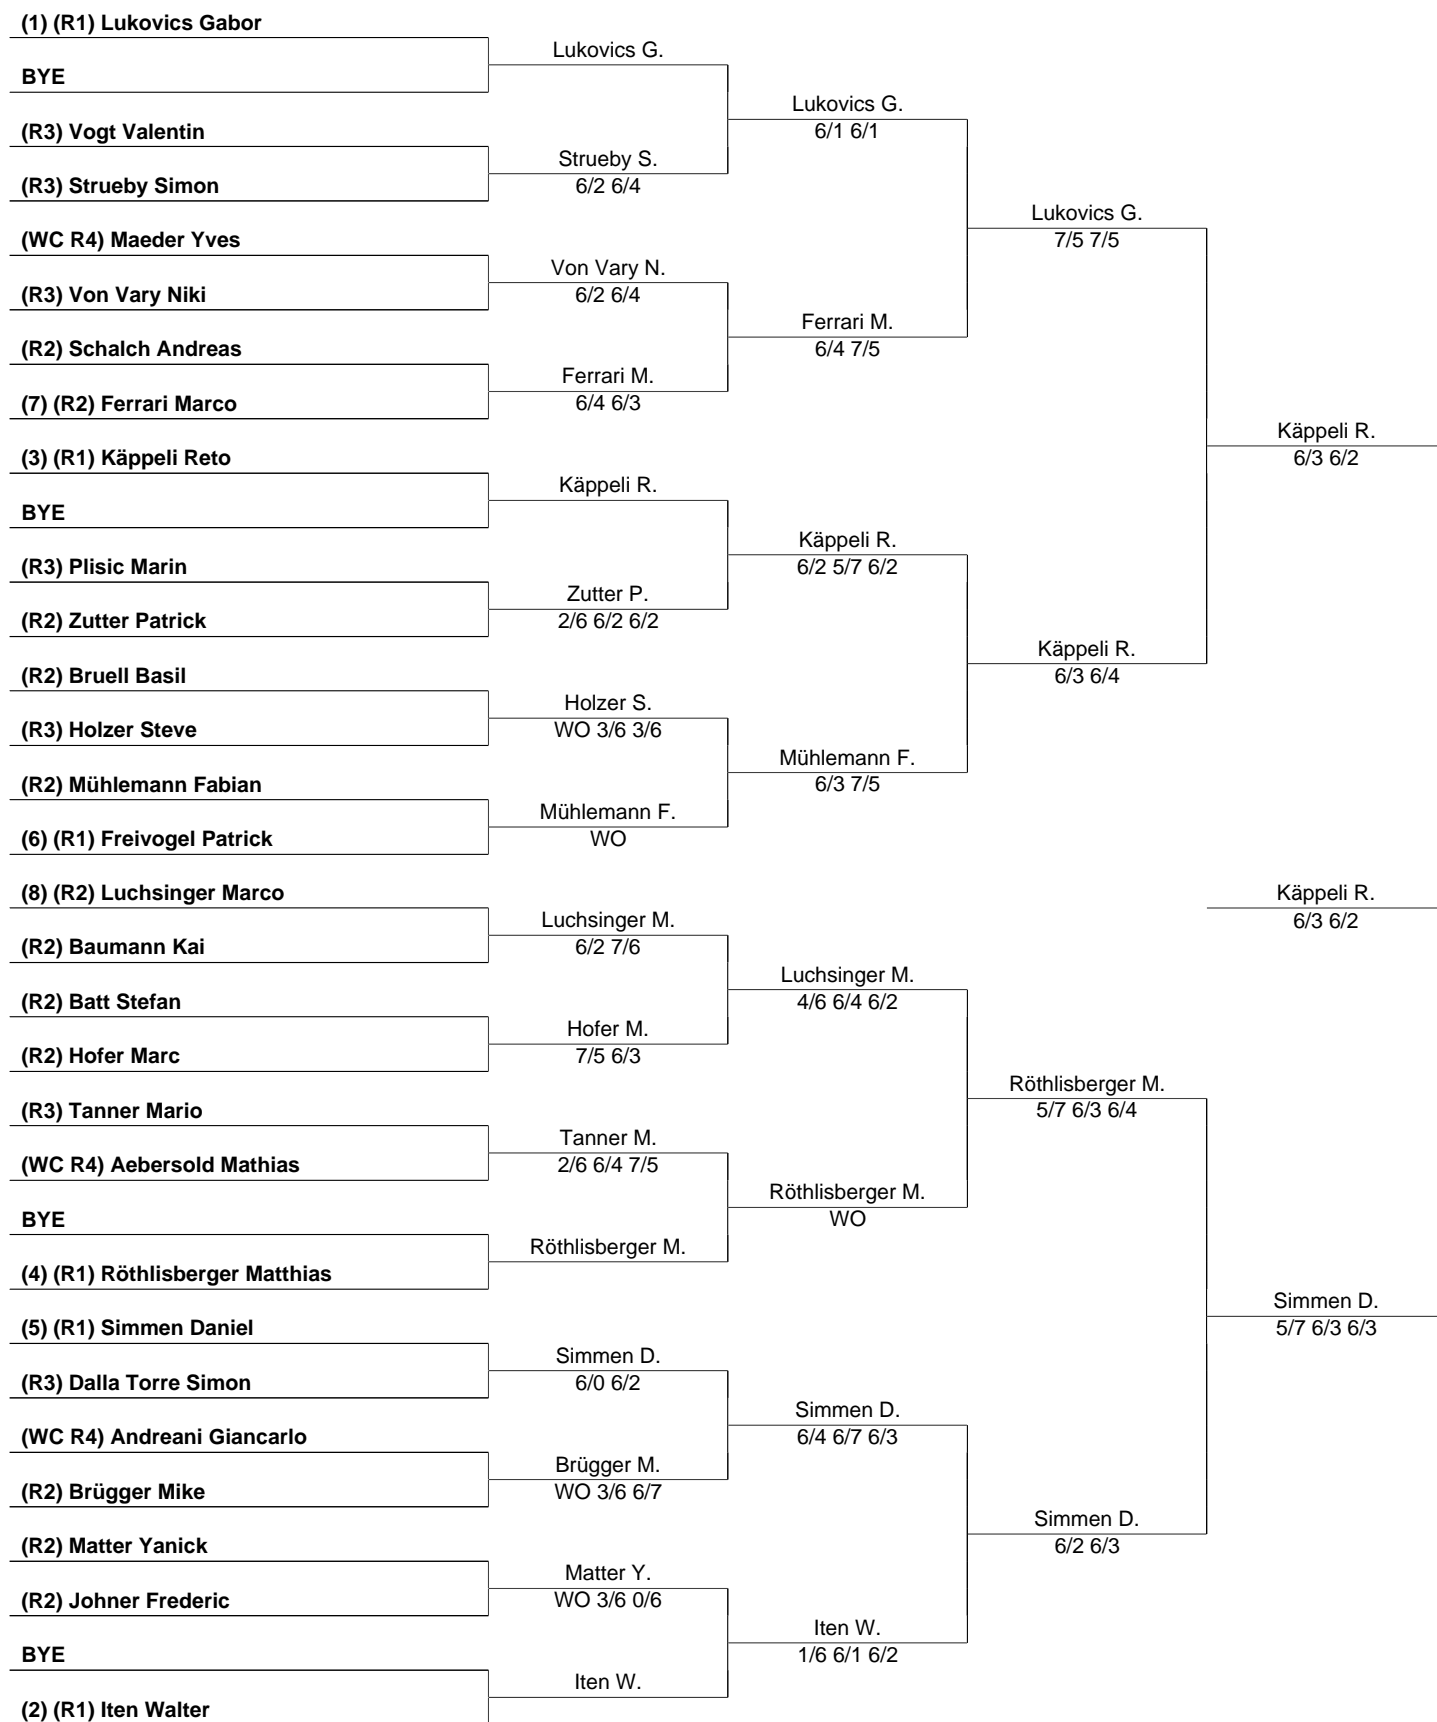 (1) (R1) Lukovics Gabor
Lukovics G.
BYE
Lukovics G.
6/1 6/1
(R3) Vogt Valentin
Strueby S.
6/2 6/4
(R3) Strueby Simon
Lukovics G.
7/5 7/5
(WC R4) Maeder Yves
Von Vary N.
6/2 6/4
(R3) Von Vary Niki
Ferrari M.
6/4 7/5
(R2) Schalch Andreas
Ferrari M.
6/4 6/3
(7) (R2) Ferrari Marco
Käppeli R.
6/3 6/2
(3) (R1) Käppeli Reto
Käppeli R.
BYE
Käppeli R.
6/2 5/7 6/2
(R3) Plisic Marin
Zutter P.
2/6 6/2 6/2
(R2) Zutter Patrick
Käppeli R.
6/3 6/4
(R2) Bruell Basil
Holzer S.
WO 3/6 3/6
(R3) Holzer Steve
Mühlemann F.
6/3 7/5
(R2) Mühlemann Fabian
Mühlemann F.
WO
(6) (R1) Freivogel Patrick
(8) (R2) Luchsinger Marco
Käppeli R.
6/3 6/2
Luchsinger M.
6/2 7/6
(R2) Baumann Kai
Luchsinger M.
4/6 6/4 6/2
(R2) Batt Stefan
Hofer M.
7/5 6/3
(R2) Hofer Marc
Röthlisberger M.
5/7 6/3 6/4
(R3) Tanner Mario
Tanner M.
2/6 6/4 7/5
(WC R4) Aebersold Mathias
Röthlisberger M.
WO
BYE
Röthlisberger M.
(4) (R1) Röthlisberger Matthias
Simmen D.
5/7 6/3 6/3
(5) (R1) Simmen Daniel
Simmen D.
6/0 6/2
(R3) Dalla Torre Simon
Simmen D.
6/4 6/7 6/3
(WC R4) Andreani Giancarlo
Brügger M.
WO 3/6 6/7
(R2) Brügger Mike
Simmen D.
6/2 6/3
(R2) Matter Yanick
Matter Y.
WO 3/6 0/6
(R2) Johner Frederic
Iten W.
1/6 6/1 6/2
BYE
Iten W.
(2) (R1) Iten Walter